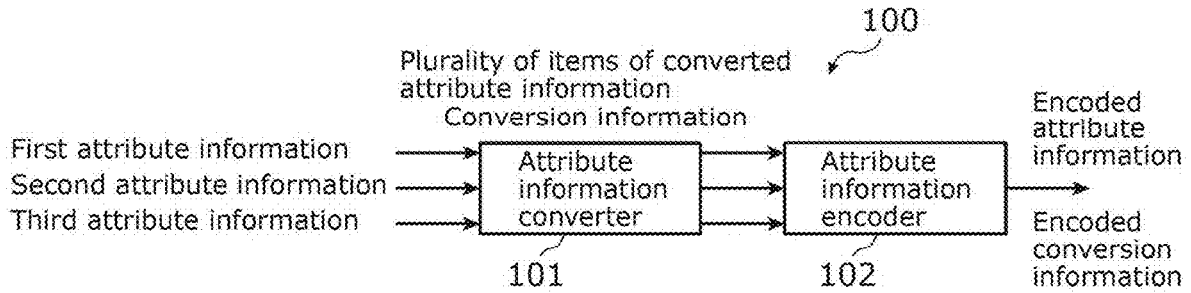 100
Plurality of items of converted
attribute information
Conversion information
First attribute information
Second attribute information
Third attribute information
Attribute
information
converter
101
Attribute
information
encoder
102
Encoded
attribute
information
Encoded
conversion
information